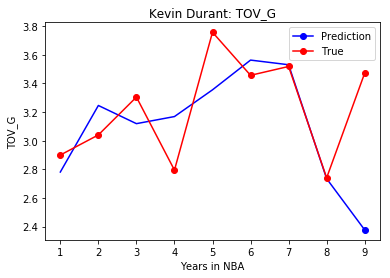 Kevin Durant: TOV_G
Prediction
True
3.8
3.6
3.4
3.2
3.0
2.8
2.6
2.4
TOV_G
1 2 3 4 5 6 7 8 9
Years in NBA